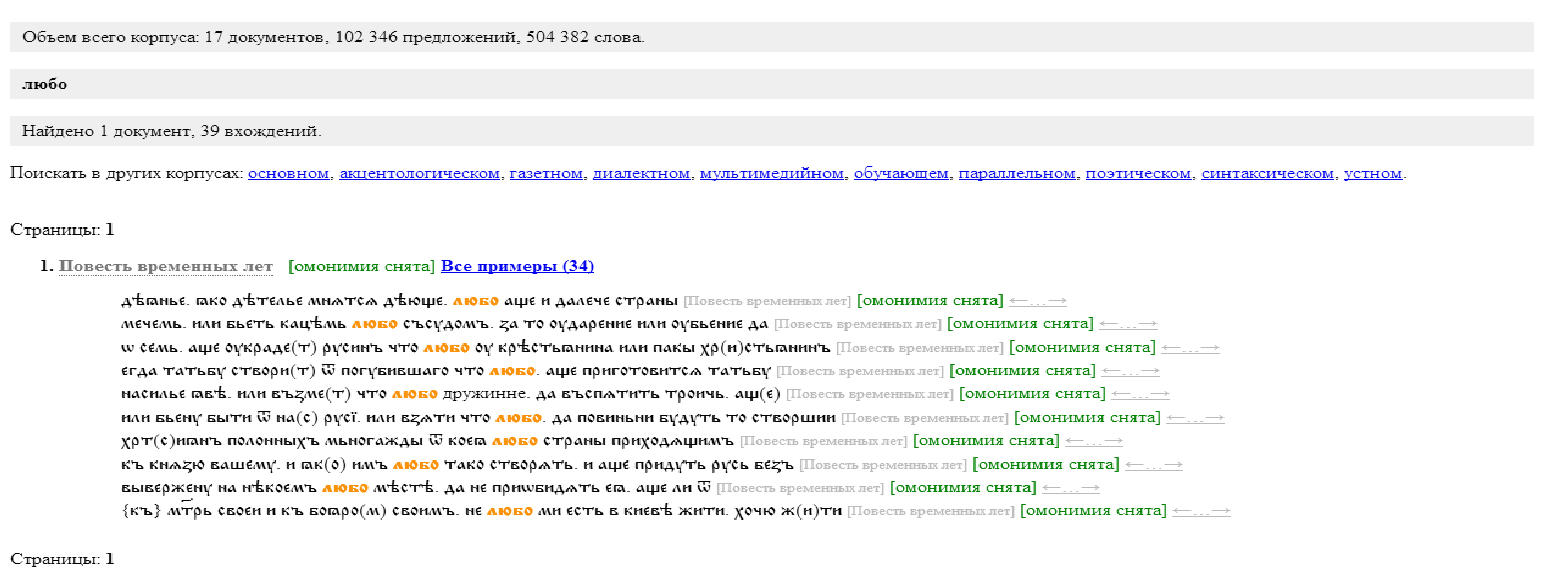 Объем всего корпуса: 17 документов, 102 346 предложений, 504 382 слова.
любо
Найдено 1 документ, 39 вхождений.
Поискать в других корпусах: основном, акцентологическом, газетном, диалектном, мультимедийном, обучающем, параллельном, поэтическом, синтаксическом, устном.
Страницы: 1
1. Повесть временных лет [омонимия снята] Все примеры (34)
дѣꙗнье. ꙗко дѣтелье мнѧтсѧ дѣюще. любо аще и далече страны [Повесть временных лет] [омонимия снята] ←…→
мечемь. или бьеть кацѣмь любо съсудомъ. ꙁа то оударение или оубьение да [Повесть временных лет] [омонимия снята] ←…→
ѡ семь. аще оукраде(т) русинъ что любо оу крѣстьꙗнина или пакы хр(и)стьꙗнинъ [Повесть временных лет] [омонимия снята] ←…→
егда татьбу створи(т) ѿ погубившаго что любо. аще приготовитсѧ татьбу [Повесть временных лет] [омонимия снята] ←…→
насилье ꙗвѣ. или въꙁме(т) что любо дружинне. да въспѧтить троичь. ащ(є) [Повесть временных лет] [омонимия снята] ←…→
или бьену быти ѿ на(с) русї. или вꙁѧти что любо. да повиньни будуть то створшии [Повесть временных лет] [омонимия снята] ←…→
хрт(с)иꙗнъ полонныхъ мьногажды ѿ коеꙗ любо страны приходѧщимъ [Повесть временных лет] [омонимия снята] ←…→
къ кнѧꙁю вашему. и ꙗк(о) имъ любо тако створѧть. и аще придуть русь беꙁъ [Повесть временных лет] [омонимия снята] ←…→
вывержену на нѣкоемъ любо мѣстѣ. да не приѡбидѧть еꙗ. аще ли ѿ [Повесть временных лет] [омонимия снята] ←…→
{къ} мт҃рь своеи и къ боꙗро(м) своимъ. не любо ми есть в киевѣ жити. хочю ж(и)ти [Повесть временных лет] [омонимия снята] ←…→
Страницы: 1